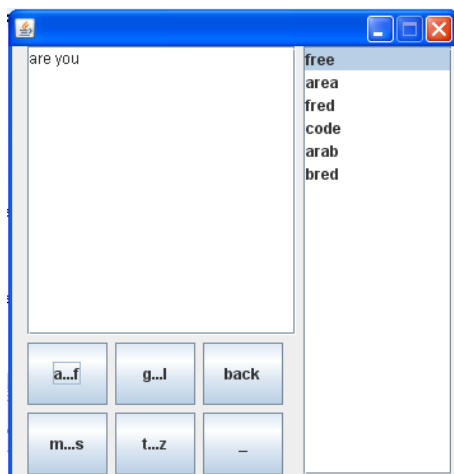 are you
free
area
fred
code
arab
bred
a...f
g...l
back
m...s
t...z
_